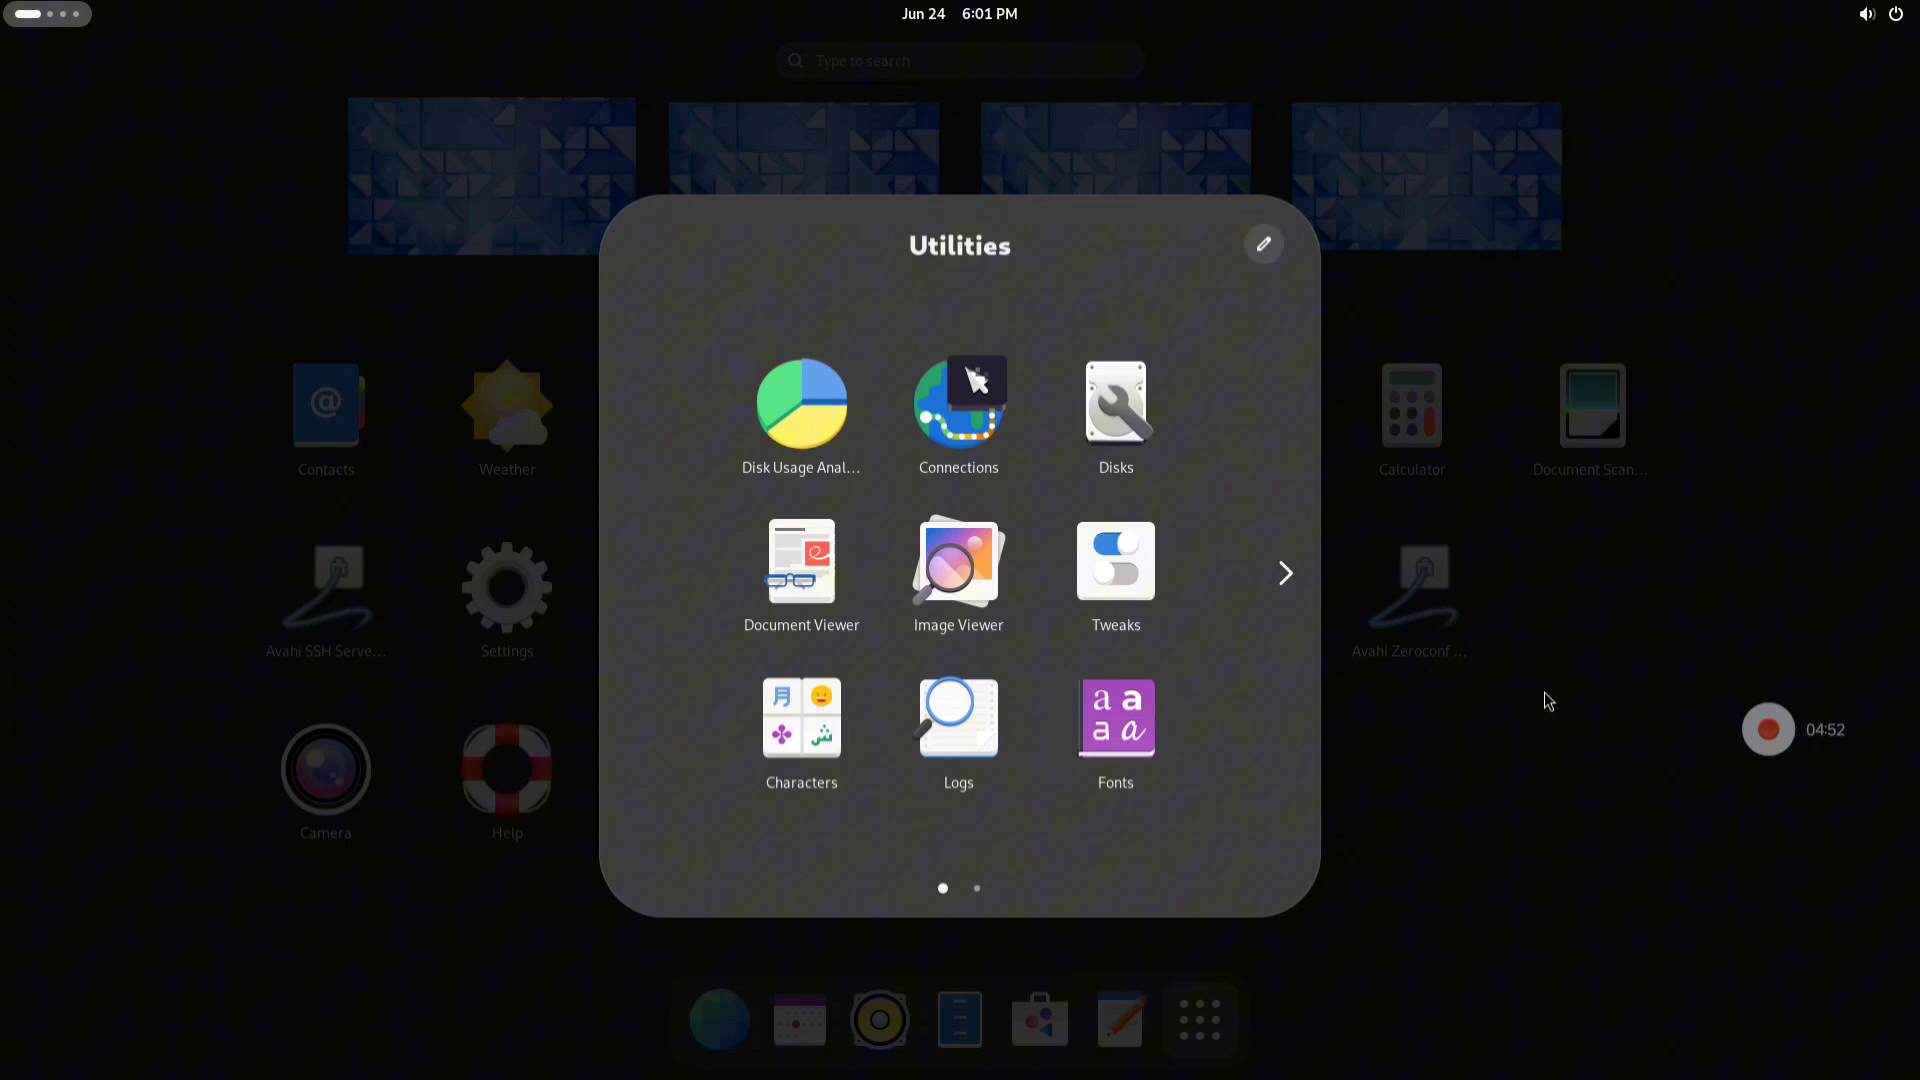 Jun 24 6:01 PM
Type to search
Utilities
Disk Usage Anal...
Connections
Disks
Document Viewer
Image Viewer
Tweaks
Characters
Logs
Fonts
Contacts
Weather
Calculator
Document Scan...
Avahi SSH Serve...
Settings
Avahi Zeroconf ...
Camera
Help
04:52